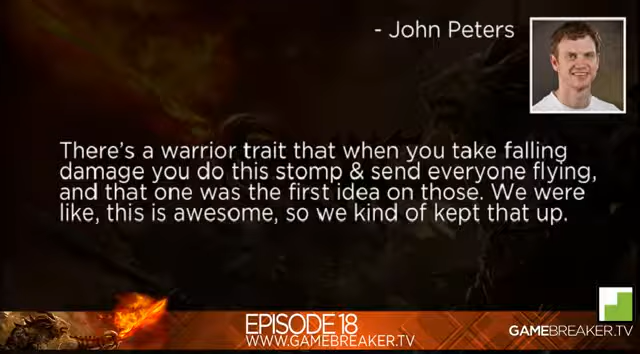 - John Peters
There's a warrior trait that when you take falling
damage you do this stomp & send everyone flying,
and that one was the first idea on those. We were
like, this is awesome, so we kind of kept that up.
EPISODE 18
WWW.GAMEBREAKER.TV
GAMEBREAKER.TV